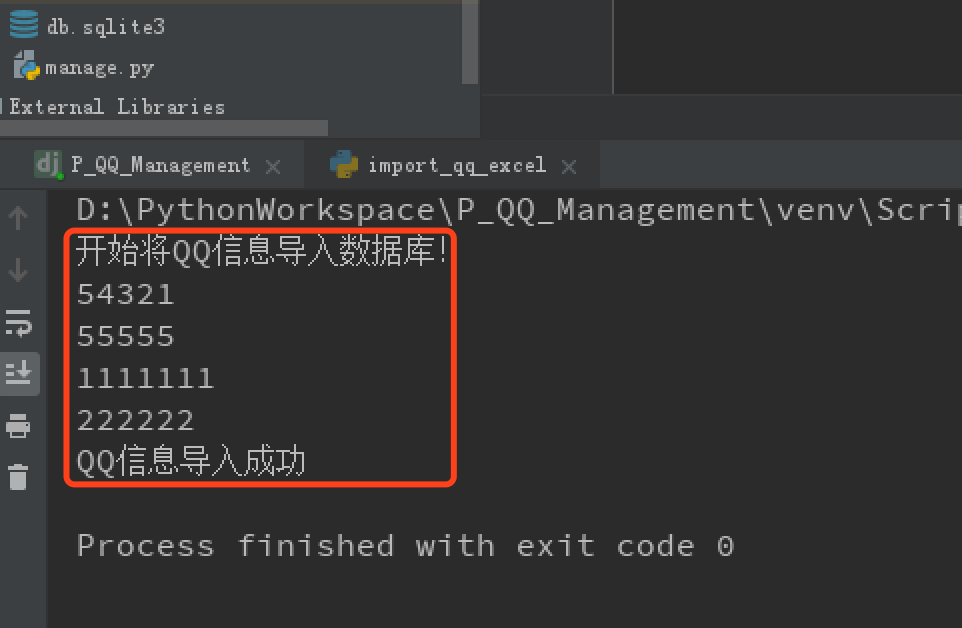 db.sqlite3
manage.py
External Libraries
dj P_QQ_Management
import_qq_excel
D:\PythonWorkspace\P_QQ_Management\venv\Scrip
开始将QQ信息导入数据库!
54321
55555
1111111
222222
QQ信息导入成功
Process finished with exit code 0